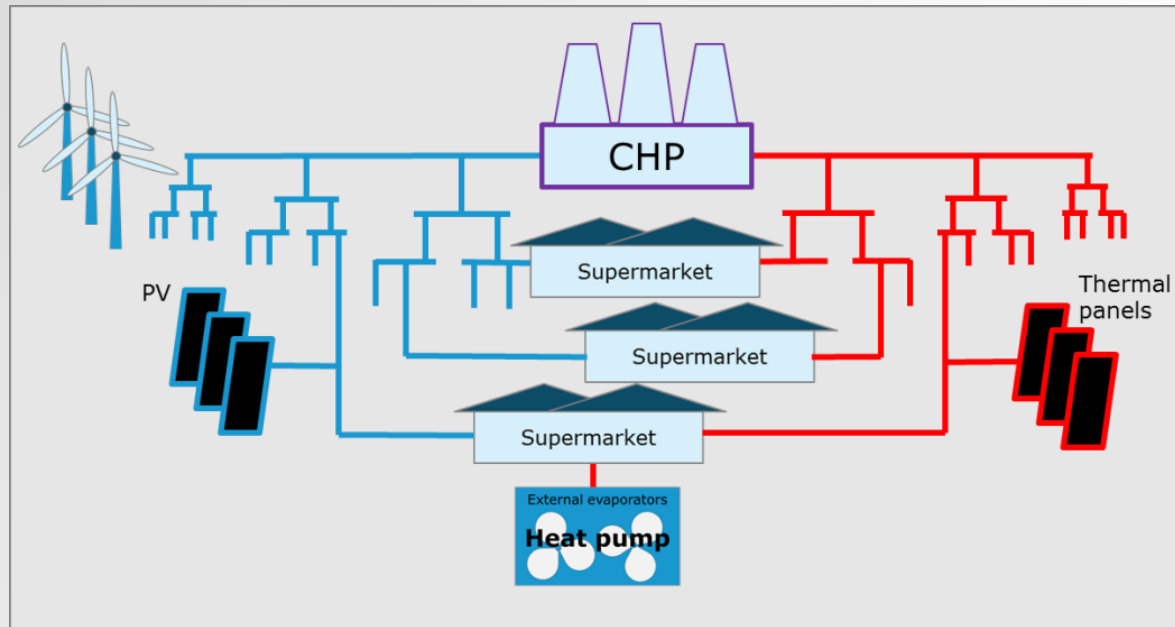 CHP
Supermarket
PV
Thermal
panels
Supermarket
Supermarket
External evaporators
Heat pump